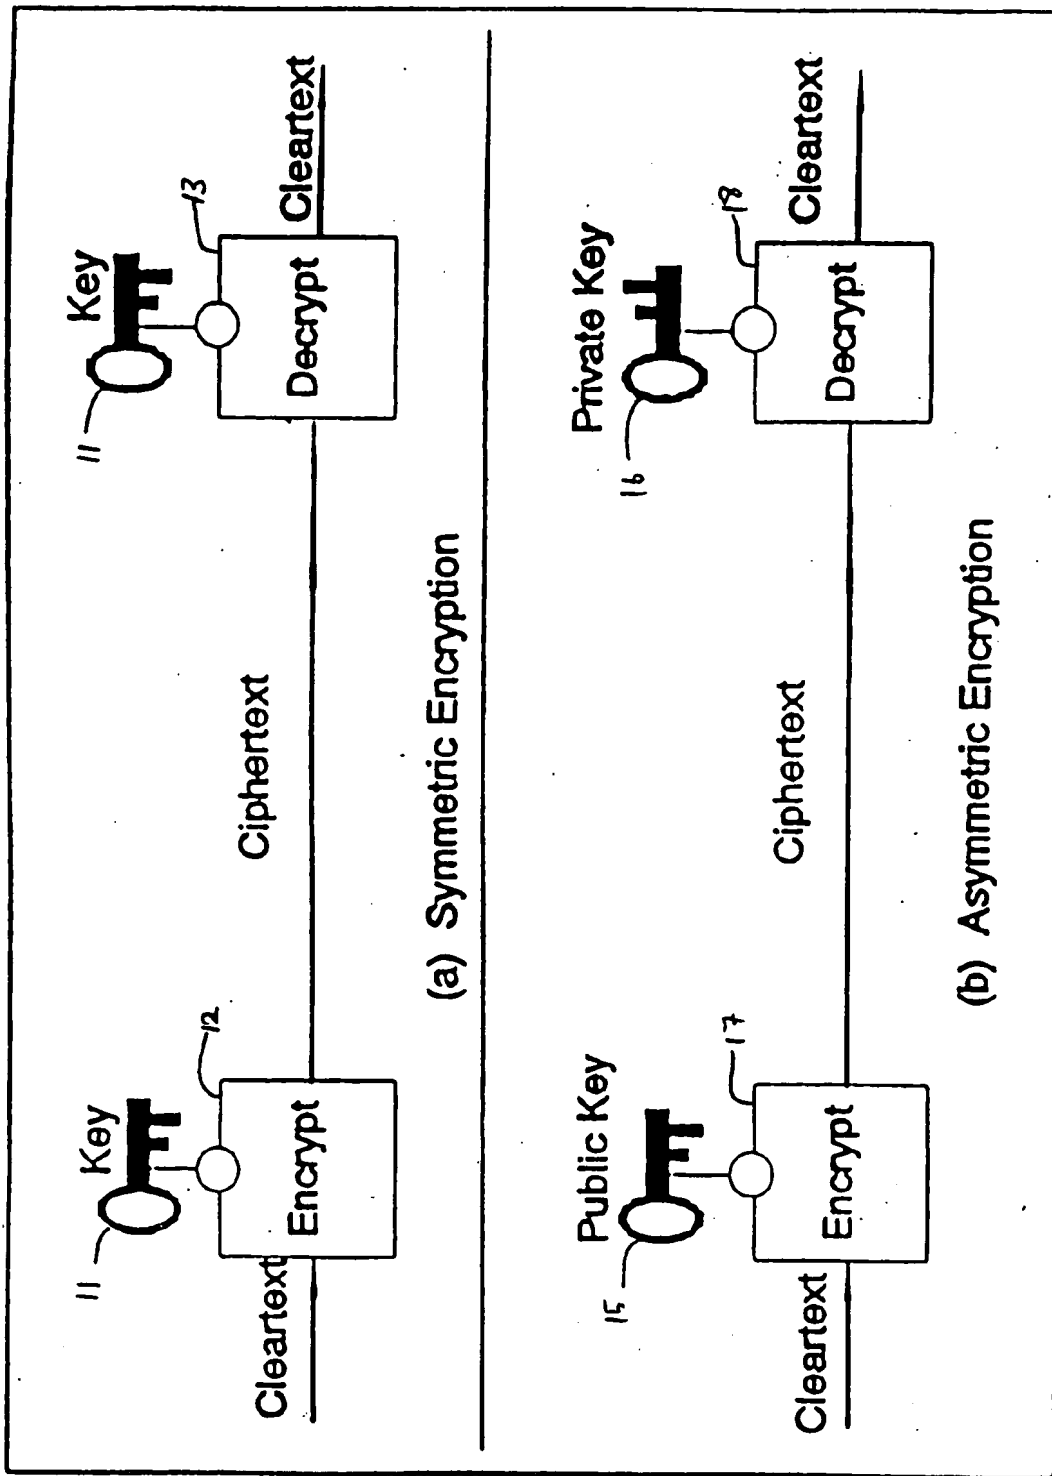 Key
Key
11
11
12
13
Cleartext
Encrypt
Ciphertext
Decrypt
Cleartext
(a) Symmetric Encryption
Public Key
Private Key
15
16
17
18
Cleartext
Encrypt
Ciphertext
Decrypt
Cleartext
(b) Asymmetric Encryption